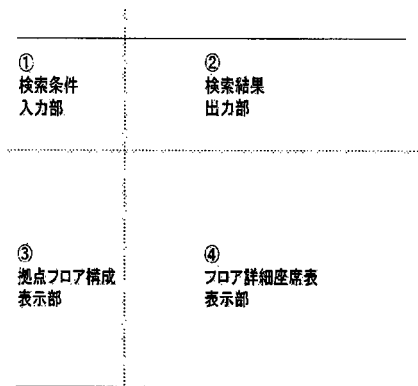 ①
検索条件
入力部
②
検索結果
出力部
③
拠点フロア構成
表示部
④
フロア詳細座席表
表示部